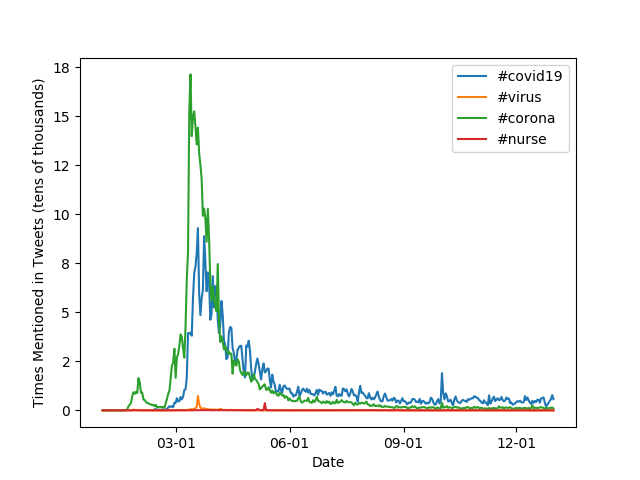 18
15
12
10
8
5
2
0
Times Mentioned in Tweets (tens of thousands)
#covid19
#virus
#corona
#nurse
03-01
06-01
09-01
12-01
Date